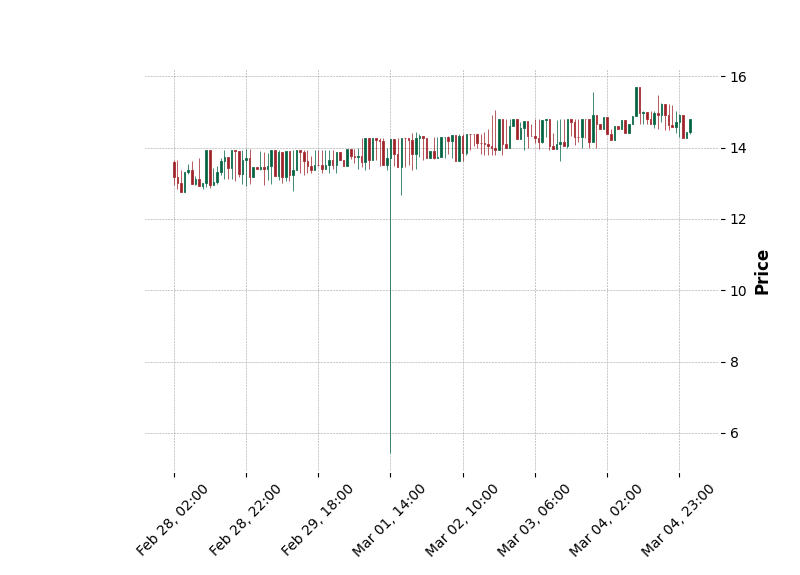 16
14
12
10
8
6
Price
Feb 28, 02:00
Feb 28, 22:00
Feb 29, 18:00
Mar 01, 14:00
Mar 02, 10:00
Mar 03, 06:00
Mar 04, 02:00
Mar 04, 23:00